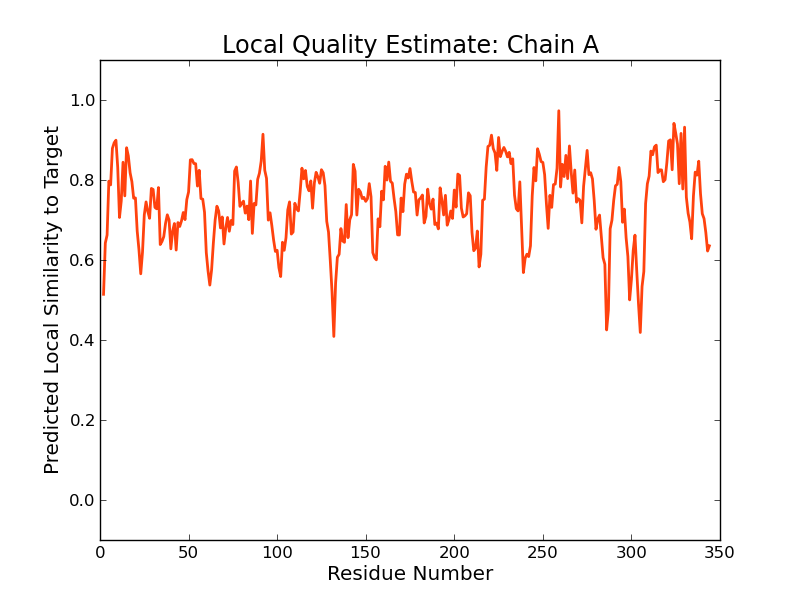 Local Quality Estimate: Chain A
Predicted Local Similarity to Target
1.0
0.8
0.6
0.4
0.2
0.0
0 50 100 150 200 250 300 350
Residue Number